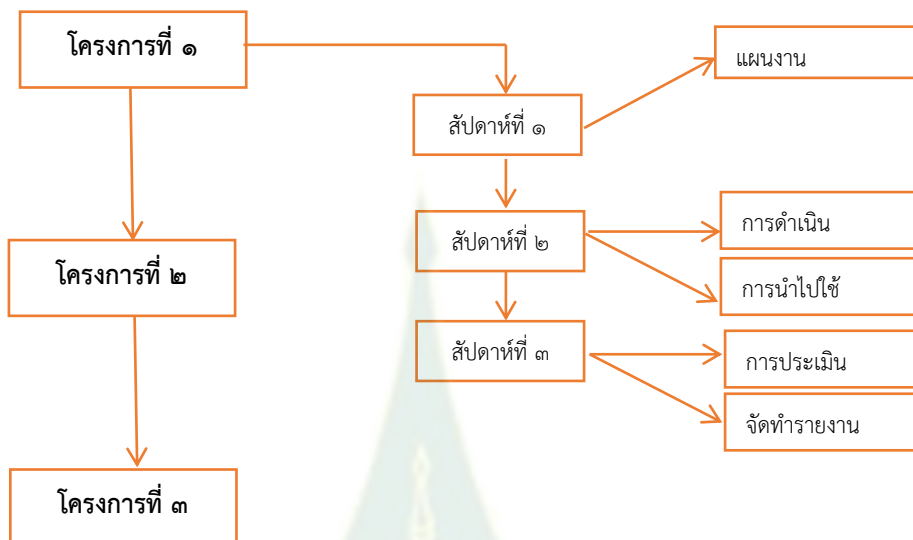 โครงการที่ ๑
แผนงาน
สัปดาห์ที่ ๑
การดำเนิน
สัปดาห์ที่ ๒
โครงการที่ ๒
การนำไปใช้
สัปดาห์ที่ ๓
การประเมิน
จัดทำรายงาน
โครงการที่ ๓